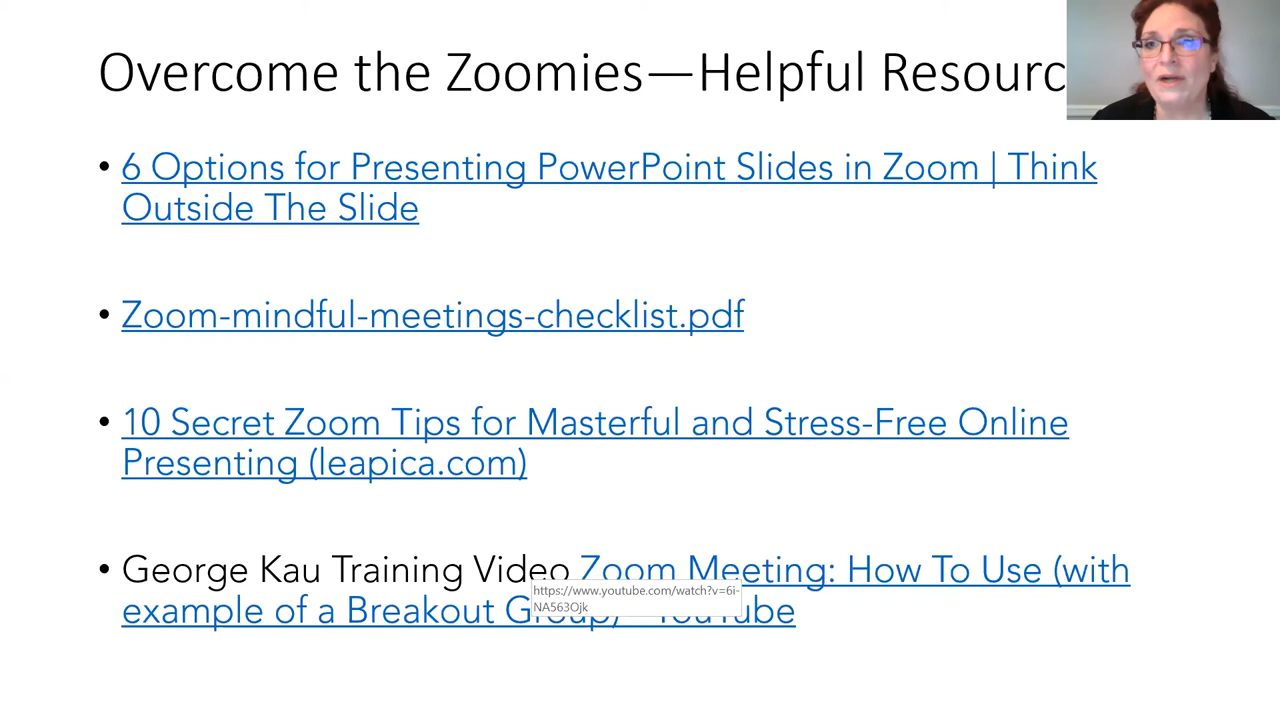 Overcome the Zoomies—Helpful Resourc
• 6 Options for Presenting PowerPoint Slides in Zoom | Think
Outside The Slide
• Zoom-mindful-meetings-checklist.pdf
• 10 Secret Zoom Tips for Masterful and Stress-Free Online
Presenting (leapica.com)
• George Kau Training Video Zoom Meeting: How To Use (with
example of a Breakout Group) - YouTube
https://www.youtube.com/watch?v=6i-
NA563Ojk